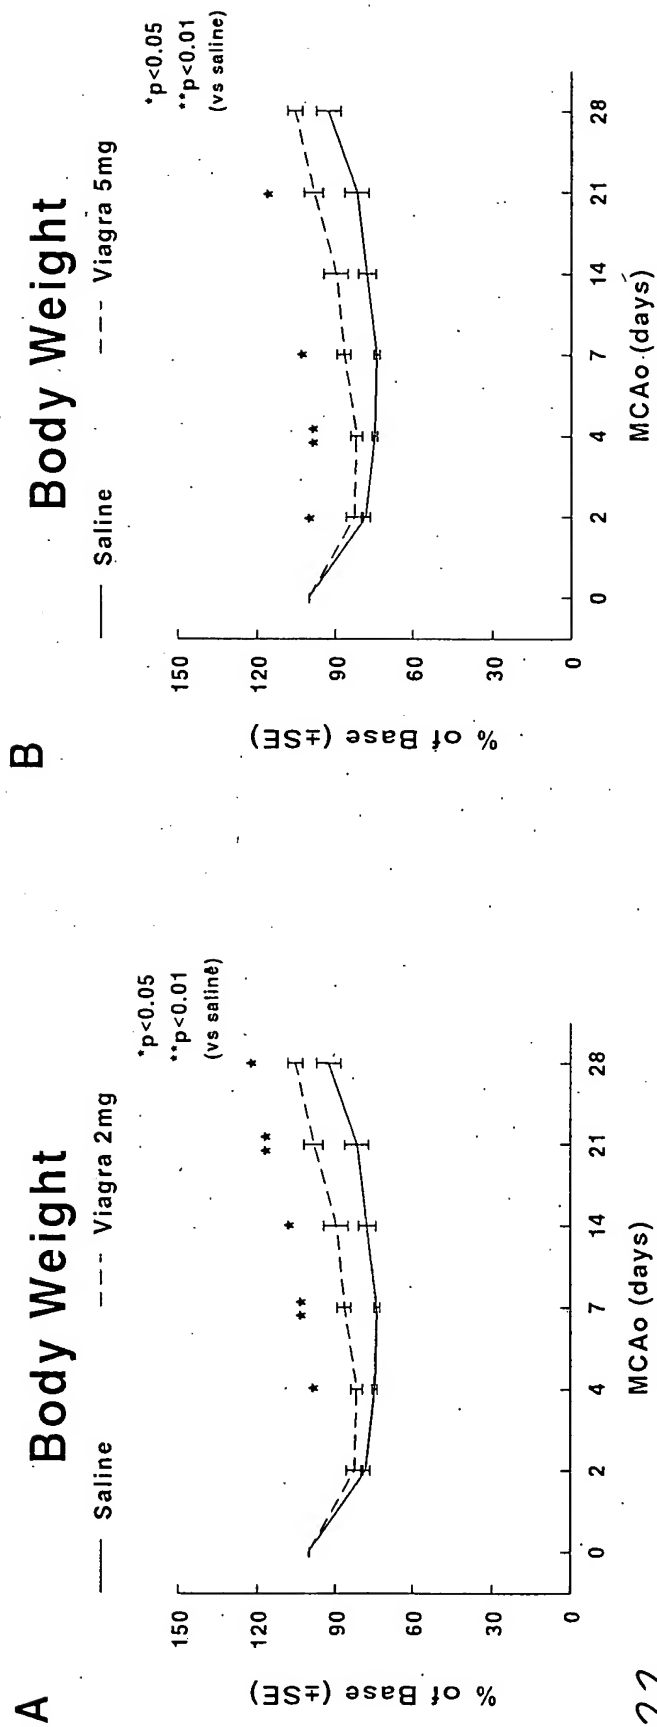 A
Body Weight
—— Saline --- Viagra 2mg
*p<0.05
**p<0.01
(vs saline)
% of Base (±SE)
150
120
90
60
30
0
* ** * ** *
0 2 4 7 14 21 28
MCAo (days)
B
Body Weight
—— Saline --- Viagra 5mg
*p<0.05
**p<0.01
(vs saline)
% of Base (±SE)
150
120
90
60
30
0
* ** * *
0 2 4 7 14 21 28
MCAo (days)